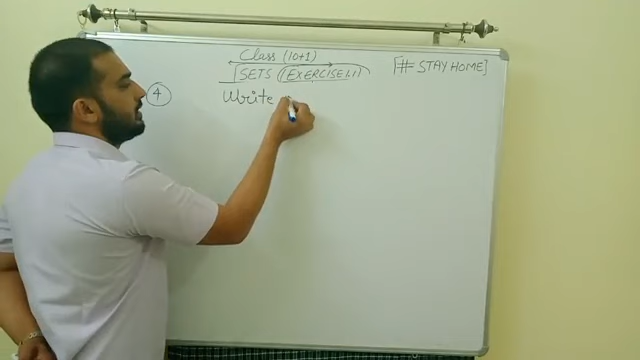 Class (10+1)
SETS (EXERCISE 1.1)
[# STAY HOME]
4
Write